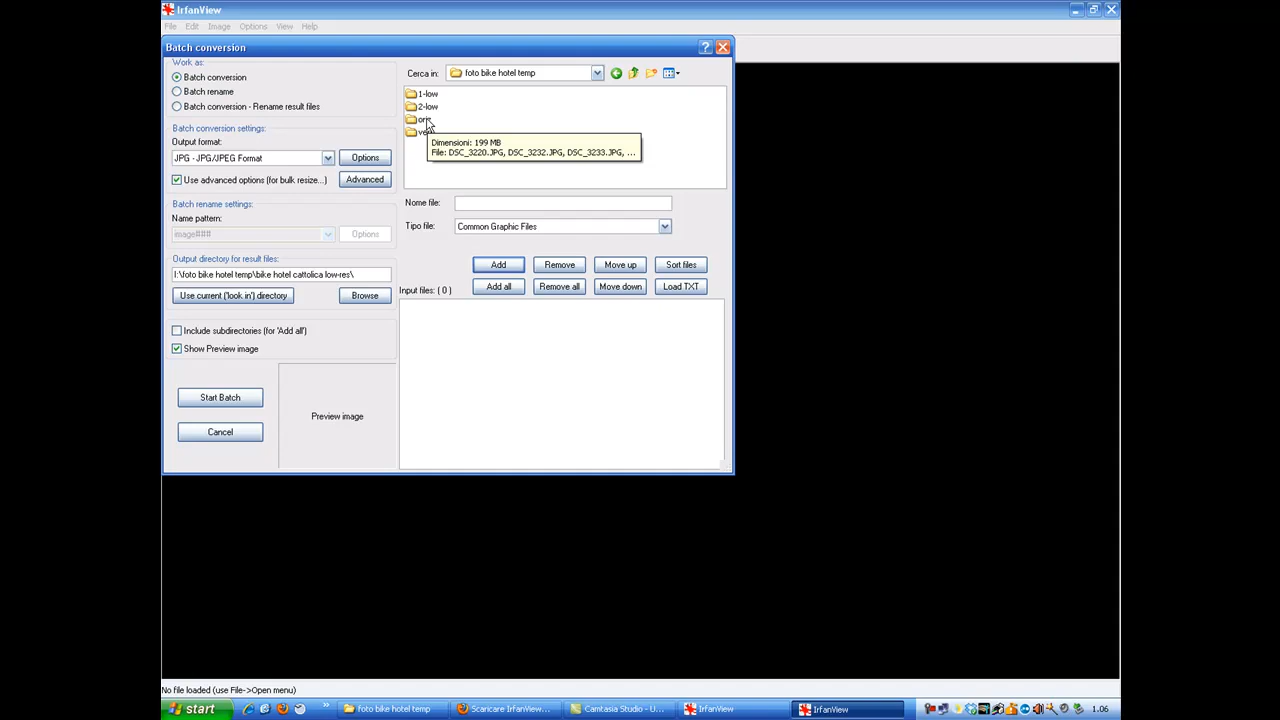 IrfanView
File Edit Image Options View Help
Batch conversion
Work as:
Batch conversion
Batch rename
Batch conversion - Rename result files
Batch conversion settings:
Output format:
JPG - JPG/JPEG Format
Options
Use advanced options (for bulk resize...)
Advanced
Batch rename settings:
Name pattern:
image###
Options
Output directory for result files:
I:\foto bike hotel temp\bike hotel cattolica low-res\
Use current ('look in') directory
Browse
Include subdirectories (for 'Add all')
Show Preview image
Start Batch
Cancel
Preview image
Cerca in:
foto bike hotel temp
1-low
2-low
Dimensioni: 199 MB
File: DSC_3220.JPG, DSC_3232.JPG, DSC_3233.JPG, ...
Nome file:
Tipo file:
Common Graphic Files
Add Remove Move up Sort files
Add all Remove all Move down Load TXT
Input files: ( 0 )
No file loaded (use File->Open menu)
start
foto bike hotel temp
Scaricare IrfanView...
Camtasia Studio - U...
IrfanView
IrfanView
1.06